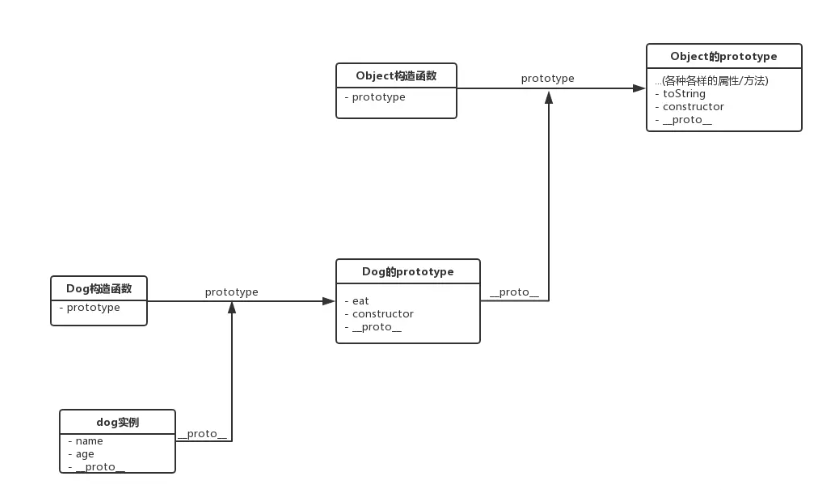 Object的prototype
...(各种各样的属性/方法)
- toString
- constructor
- __proto__
Object构造函数
- prototype
prototype
Dog的prototype
- eat
- constructor
- __proto__
__proto__
Dog构造函数
- prototype
prototype
dog实例
- name
- age
- __proto__
__proto__